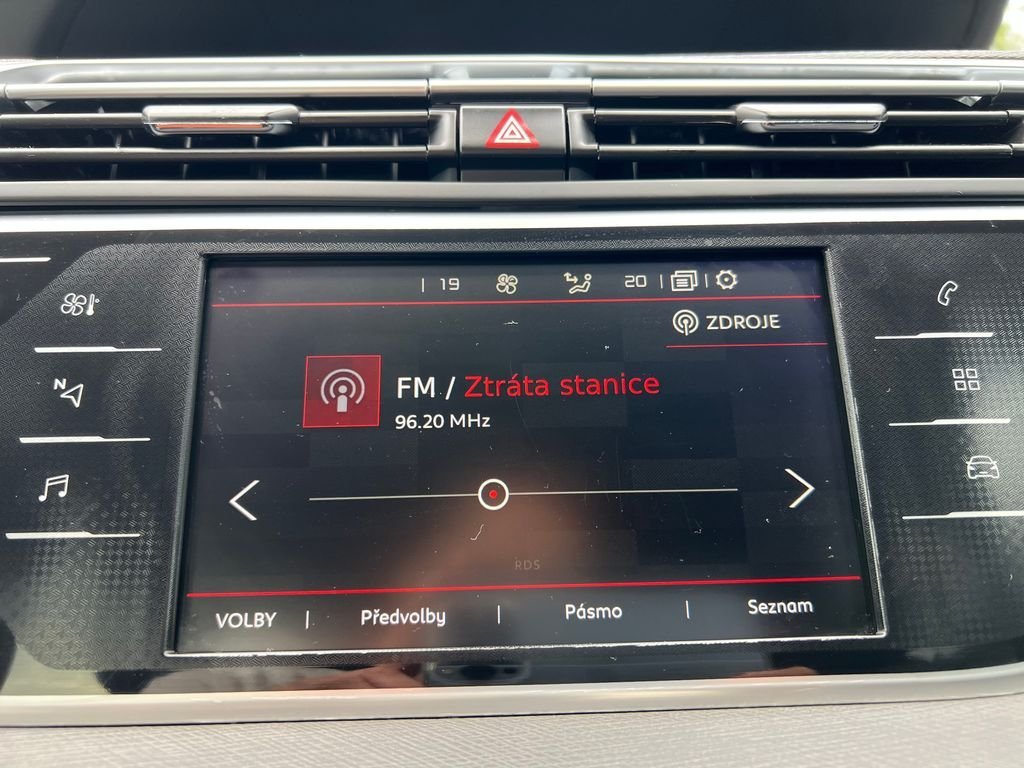 19 20
ZDROJE
N
FM / Ztráta stanice
96.20 MHz
RDS
VOLBY | Předvolby | Pásmo | Seznam